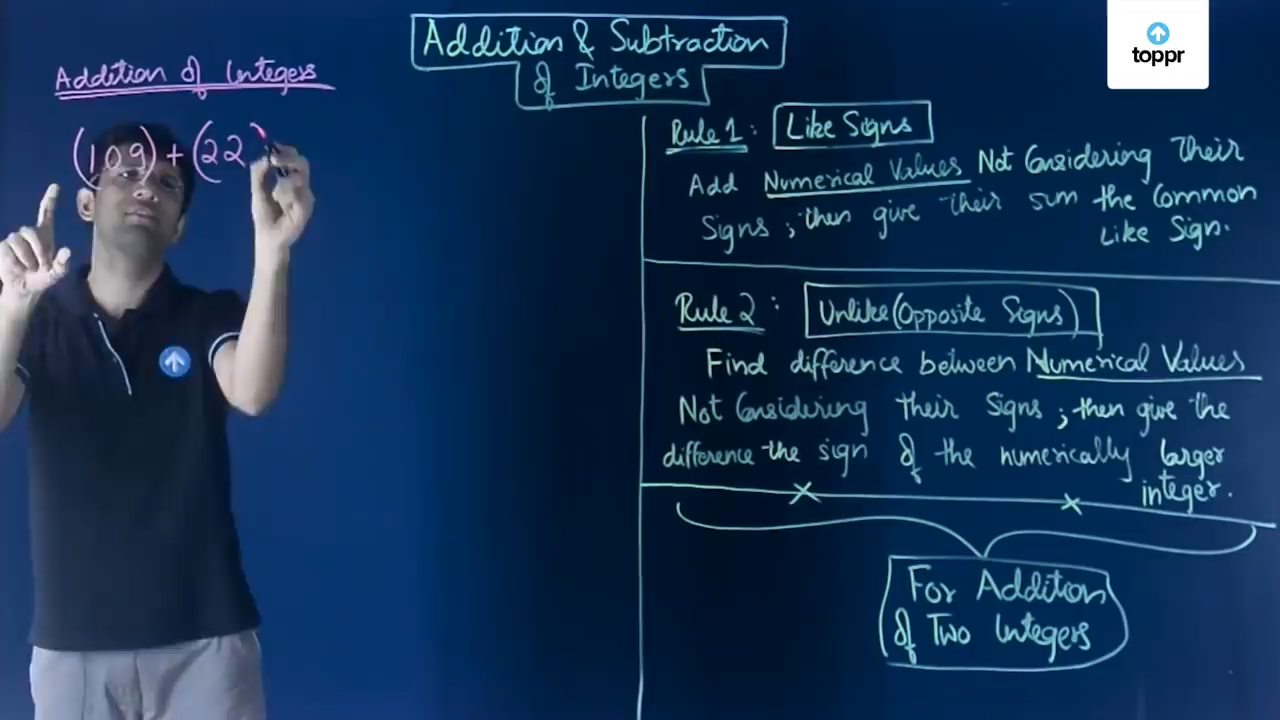 Addition & Subtraction
of Integers
toppr
Addition of Integers
(109) + (22)
Rule 1: Like Signs
Add Numerical Values Not Considering Their
Signs ; then give their sum the Common
Like Sign.
Rule 2: Unlike (Opposite Signs)
Find difference between Numerical Values
Not Considering their Signs ; then give the
difference the sign of the numerically larger
integer.
For Addition
of Two Integers